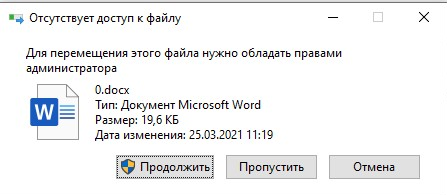 Отсутствует доступ к файлу
Для перемещения этого файла нужно обладать правами
администратора
0.docx
Тип: Документ Microsoft Word
Размер: 19,6 КБ
Дата изменения: 25.03.2021 11:19
Продолжить Пропустить Отмена